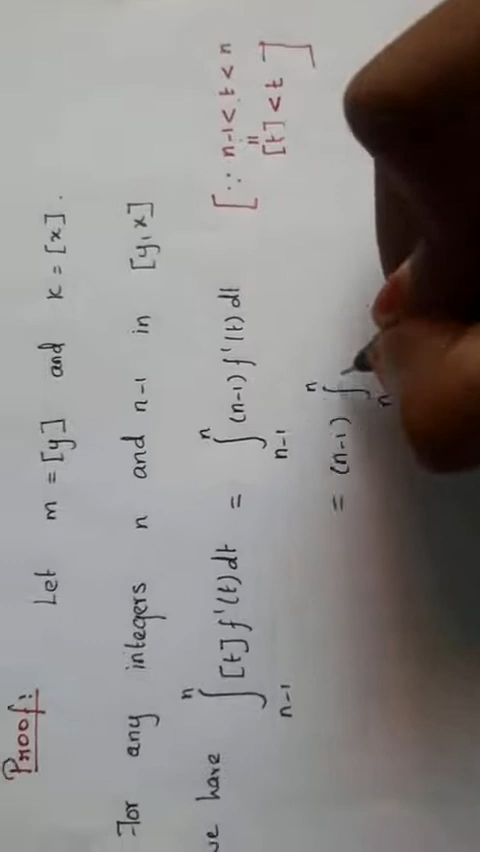 Proof:
Let m = [y] and k = [x].
For any integers n and n-1 in [y, x]
we have ∫_{n-1}^{n} [t] f'(t) dt = ∫_{n-1}^{n} (n-1) f'(t) dt [∵ n-1 < t < n
‖
[t] < t ]
= (n-1) ∫_{n}^{n}